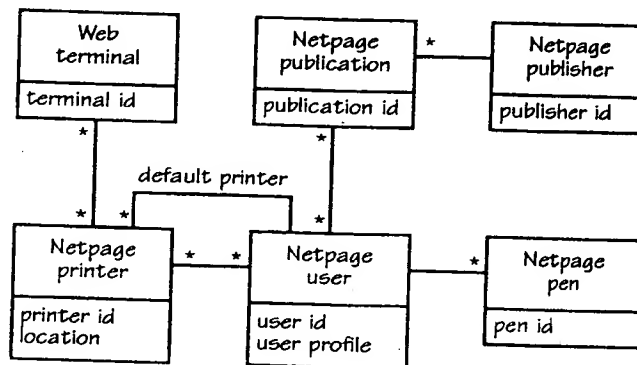 Web
terminal
terminal id
Netpage
publication
publication id
*
Netpage
publisher
publisher id
*
*
default printer
*
*
*
Netpage
printer
printer id
location
*
*
Netpage
user
user id
user profile
*
Netpage
pen
pen id